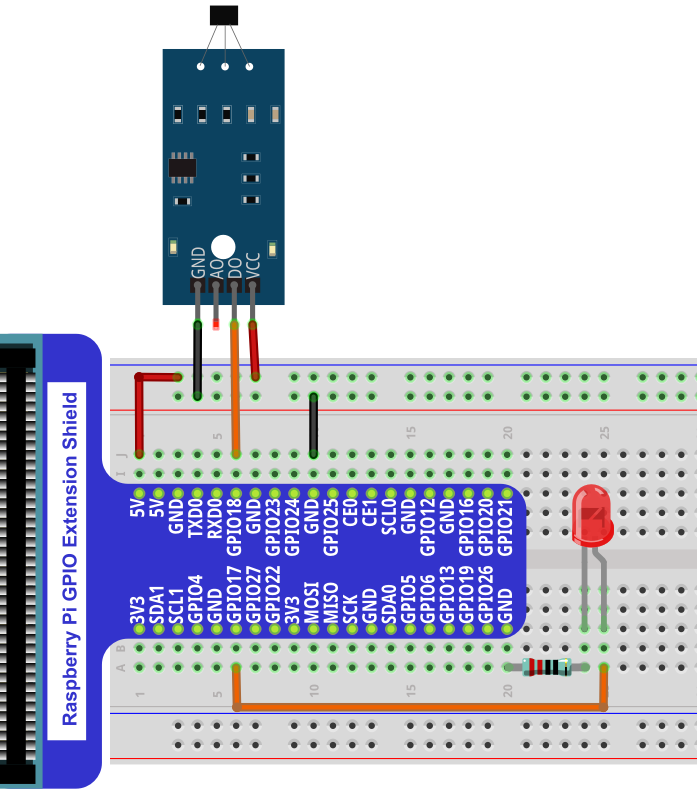 GND
AO
DO
VCC
Raspberry Pi GPIO Extension Shield
5
15
20
25
J
I
5V
5V
GND
TXD0
RXD0
GPIO18
GND
GPIO23
GPIO24
GND
GPIO25
CE0
CE1
SCL0
GND
GPIO12
GND
GPIO16
GPIO20
GPIO21
3V3
SDA1
SCL1
GPIO4
GND
GPIO17
GPIO27
GPIO22
3V3
MOSI
MISO
SCK
GND
SDA0
GPIO5
GPIO6
GPIO13
GPIO19
GPIO26
GND
B
A
1
5
10
15
20
25